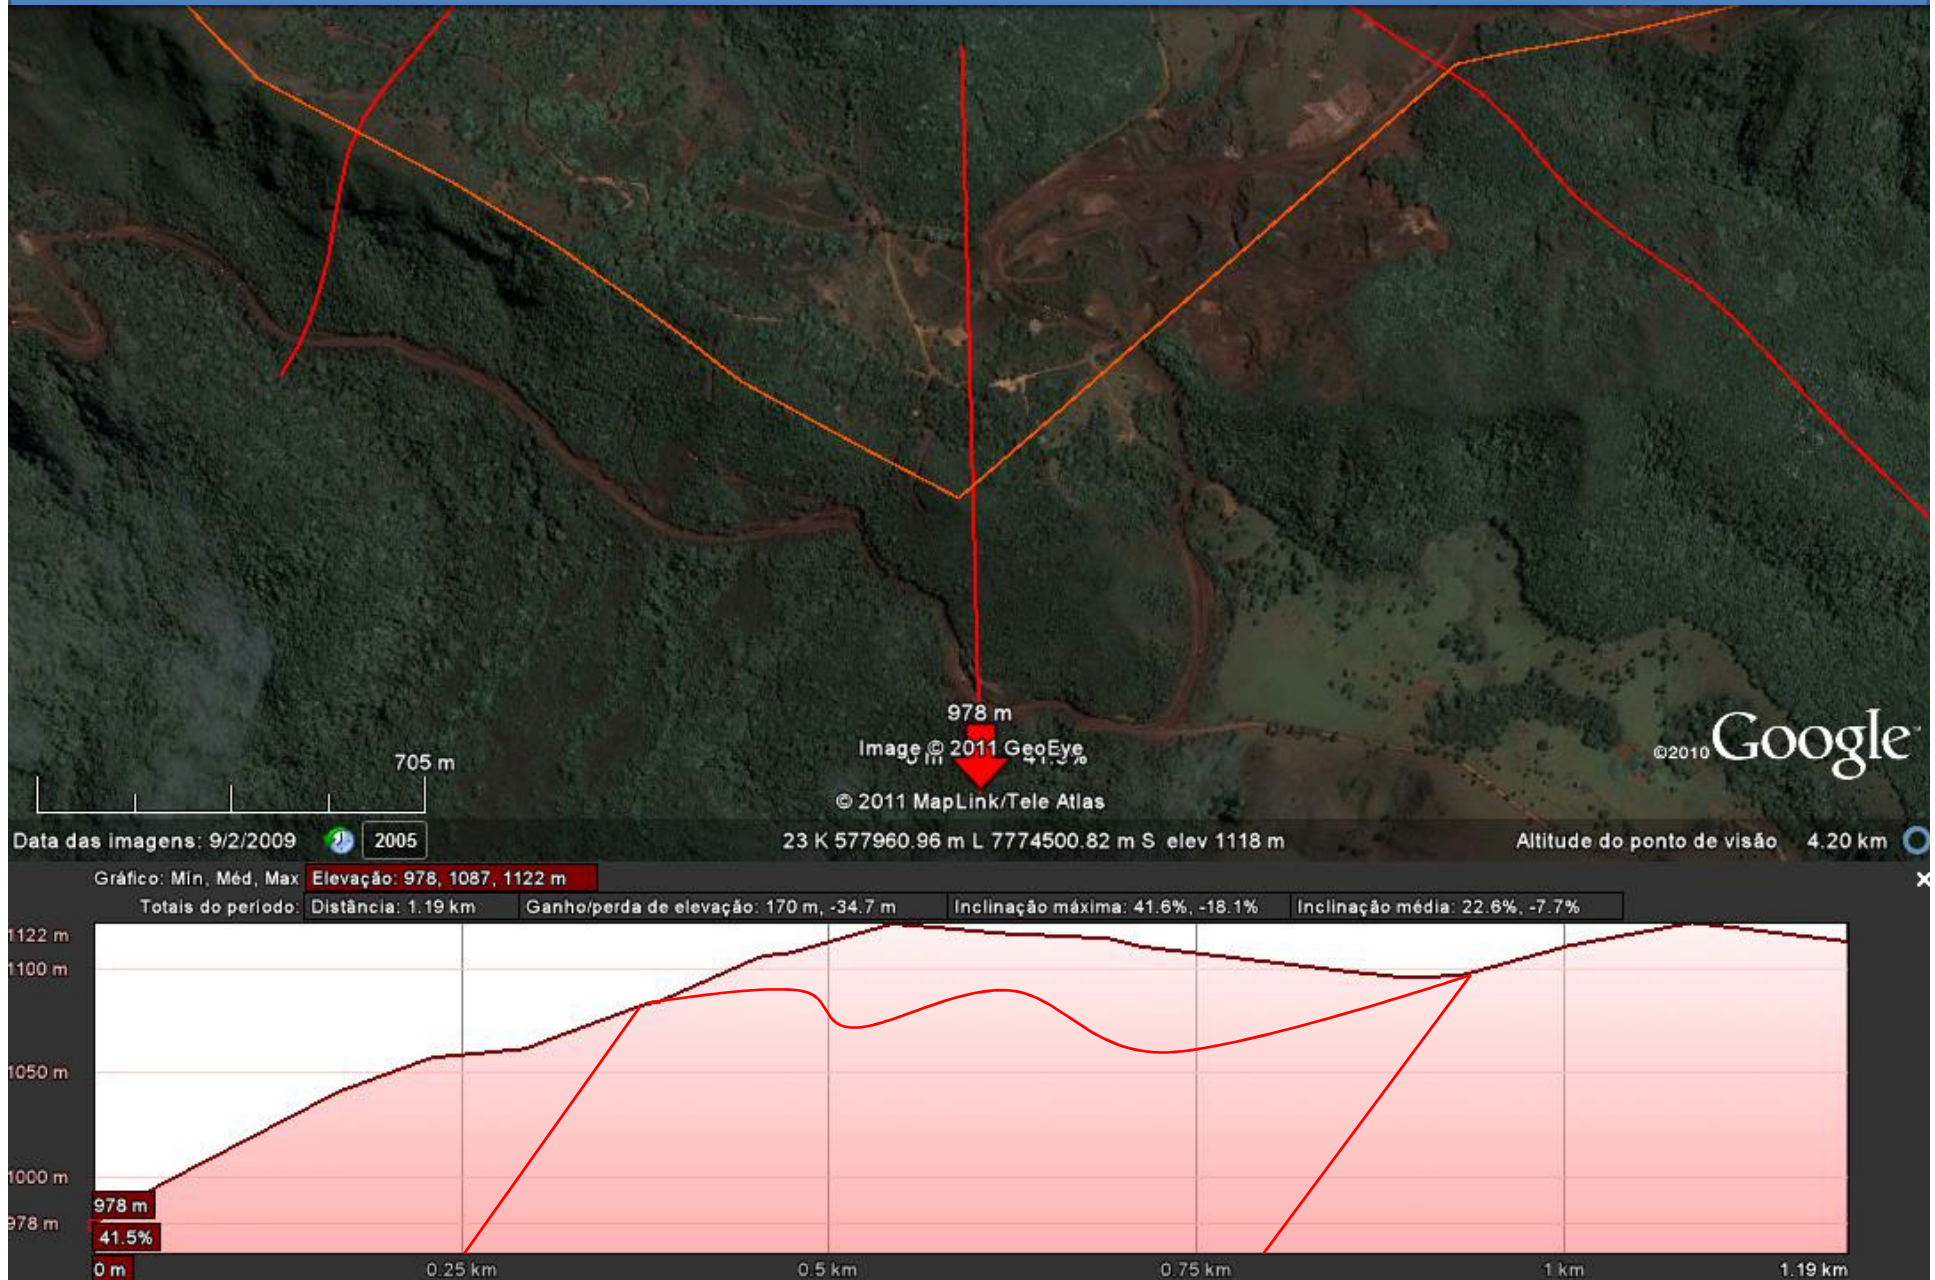 978 m
Image © 2011 GeoEye
41.5%
© 2011 MapLink/Tele Atlas
©2010 Google
705 m
Data das imagens: 9/2/2009 2005 23 K 577960.96 m L 7774500.82 m S elev 1118 m Altitude do ponto de visão 4.20 km
Gráfico: Mín, Méd, Max Elevação: 978, 1087, 1122 m
Totais do período: Distância: 1.19 km Ganho/perda de elevação: 170 m, -34.7 m Inclinação máxima: 41.6%, -18.1% Inclinação média: 22.6%, -7.7%
1122 m
1100 m
1050 m
1000 m
978 m
978 m
41.5%
0 m 0.25 km 0.5 km 0.75 km 1 km 1.19 km